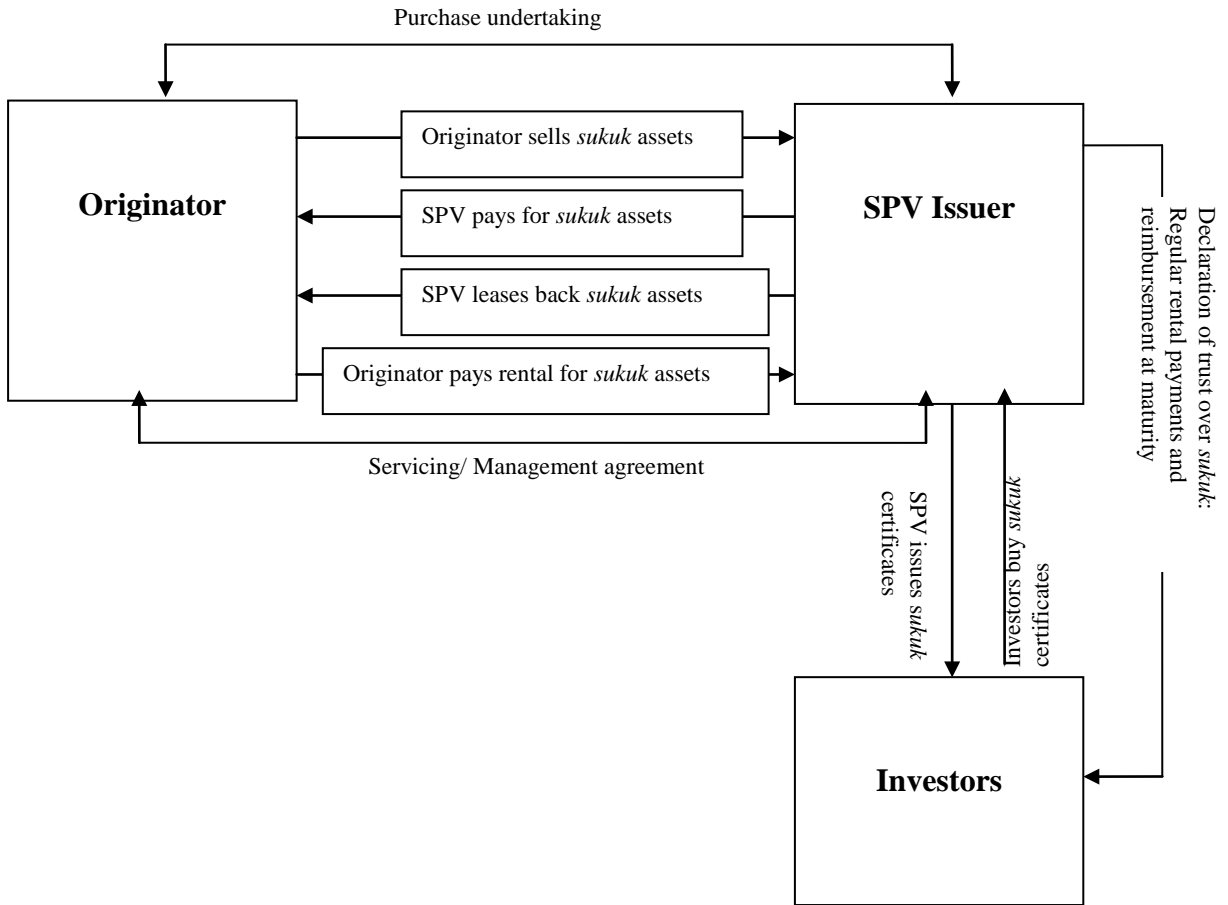 Purchase undertaking
Originator
Originator sells sukuk assets
SPV pays for sukuk assets
SPV leases back sukuk assets
Originator pays rental for sukuk assets
SPV Issuer
Servicing/ Management agreement
Declaration of trust over sukuk:
Regular rental payments and
reimbursement at maturity
SPV issues sukuk
certificates
Investors buy sukuk
certificates
Investors